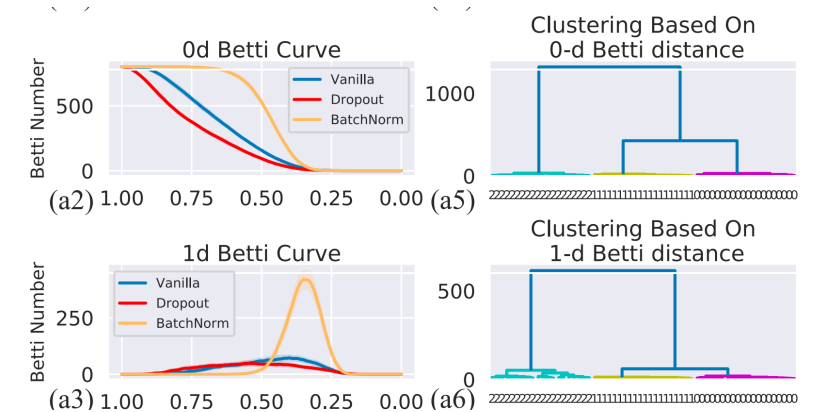 0d Betti Curve
Betti Number
500
0
Vanilla
Dropout
BatchNorm
(a2) 1.00 0.75 0.50 0.25 0.00
Clustering Based On
0-d Betti distance
1000
0
(a5)
1d Betti Curve
Betti Number
250
0
Vanilla
Dropout
BatchNorm
(a3) 1.00 0.75 0.50 0.25 0.00
Clustering Based On
1-d Betti distance
500
0
(a6)